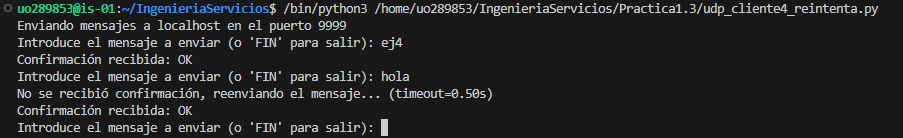 uo289853@is-01:~/IngenieriaServicios$ /bin/python3 /home/uo289853/IngenieriaServicios/Practica1.3/udp_cliente4_reintenta.py
Enviando mensajes a localhost en el puerto 9999
Introduce el mensaje a enviar (o 'FIN' para salir): ej4
Confirmación recibida: OK
Introduce el mensaje a enviar (o 'FIN' para salir): hola
No se recibió confirmación, reenviando el mensaje... (timeout=0.50s)
Confirmación recibida: OK
Introduce el mensaje a enviar (o 'FIN' para salir):